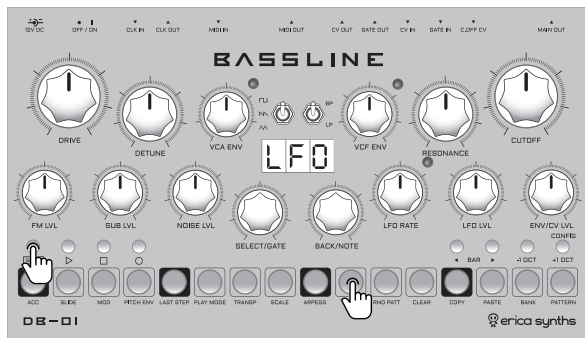 12V DC OFF / ON CLK IN CLK OUT MIDI IN MIDI OUT CV OUT GATE OUT CV IN GATE IN C.OFF CV MAIN OUT
BASSLINE
BP
LP
DRIVE DETUNE VCA ENV VCF ENV RESONANCE CUTOFF
LFO
FM LVL SUB LVL NOISE LVL SELECT/GATE BACK/NOTE LFO RATE LFO LVL ENV/CV LVL
CONFIG
BAR -1 OCT +1 OCT
ACC SLIDE MOD PITCH ENV LAST STEP PLAY MODE TRANSP SCALE ARPEGG RND PATT CLEAR COPY PASTE BANK PATTERN
DB-01 erica synths